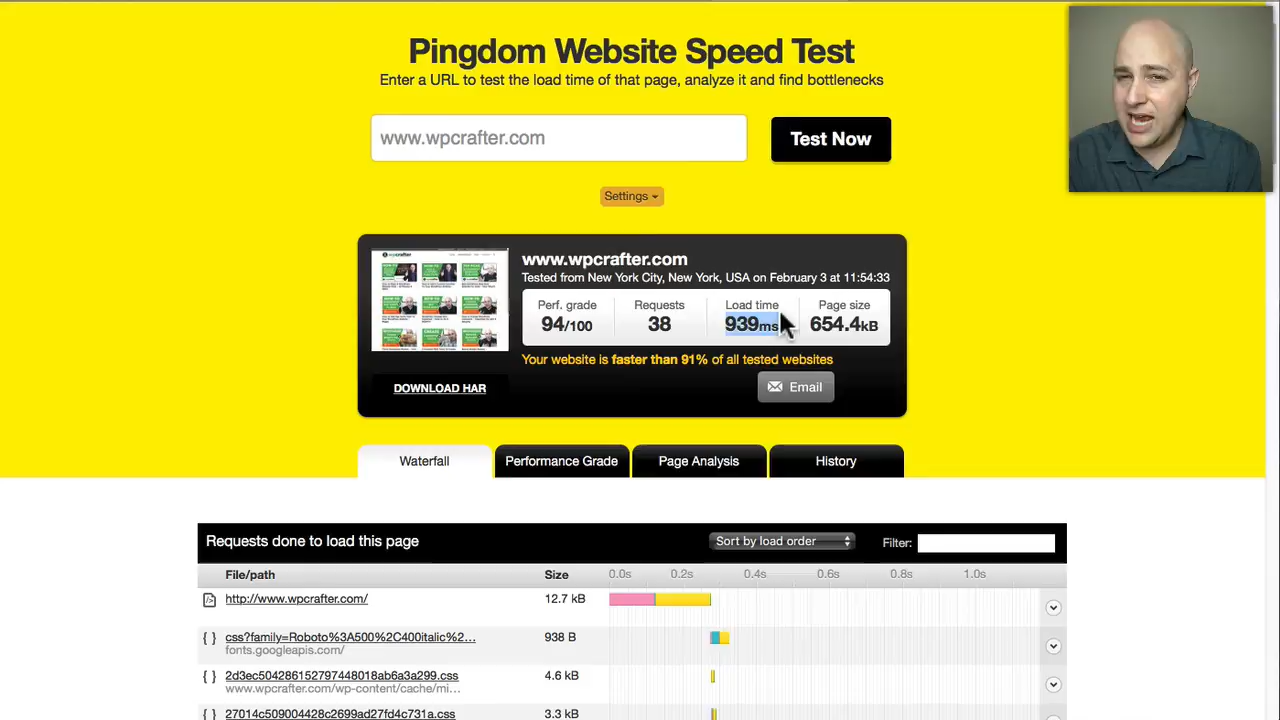 Pingdom Website Speed Test
Enter a URL to test the load time of that page, analyze it and find bottlenecks
www.wpcrafter.com
Test Now
Settings
www.wpcrafter.com
Tested from New York City, New York, USA on February 3 at 11:54:33
Perf. grade Requests Load time Page size
94/100 38 939ms 654.4kB
Your website is faster than 91% of all tested websites
DOWNLOAD HAR
Email
Waterfall Performance Grade Page Analysis History
Requests done to load this page Sort by load order Filter:
File/path Size 0.0s 0.2s 0.4s 0.6s 0.8s 1.0s
http://www.wpcrafter.com/ 12.7 kB
{ } css?family=Roboto%3A500%2C400italic%2... 938 B
fonts.googleapis.com/
{ } 2d3ec504286152797448018ab6a3a299.css 4.6 kB
www.wpcrafter.com/wp-content/cache/mi...
{ } 27014c509004428c2699ad27fd4c731a.css 3.3 kB